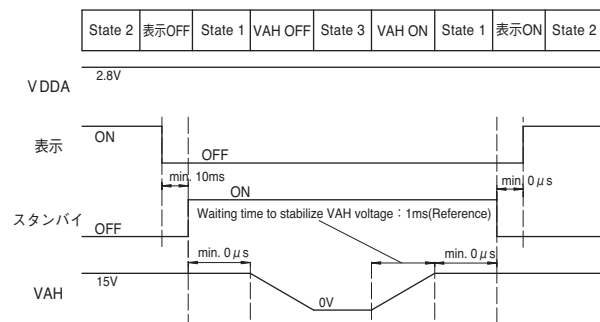 State 2 表示OFF State 1 VAH OFF State 3 VAH ON State 1 表示ON State 2
VDDA 2.8V
表示 ON OFF
min. 10ms min. 0μs
スタンバイ OFF ON
Waiting time to stabilize VAH voltage：1ms(Reference)
min. 0μs min. 0μs
VAH 15V 0V